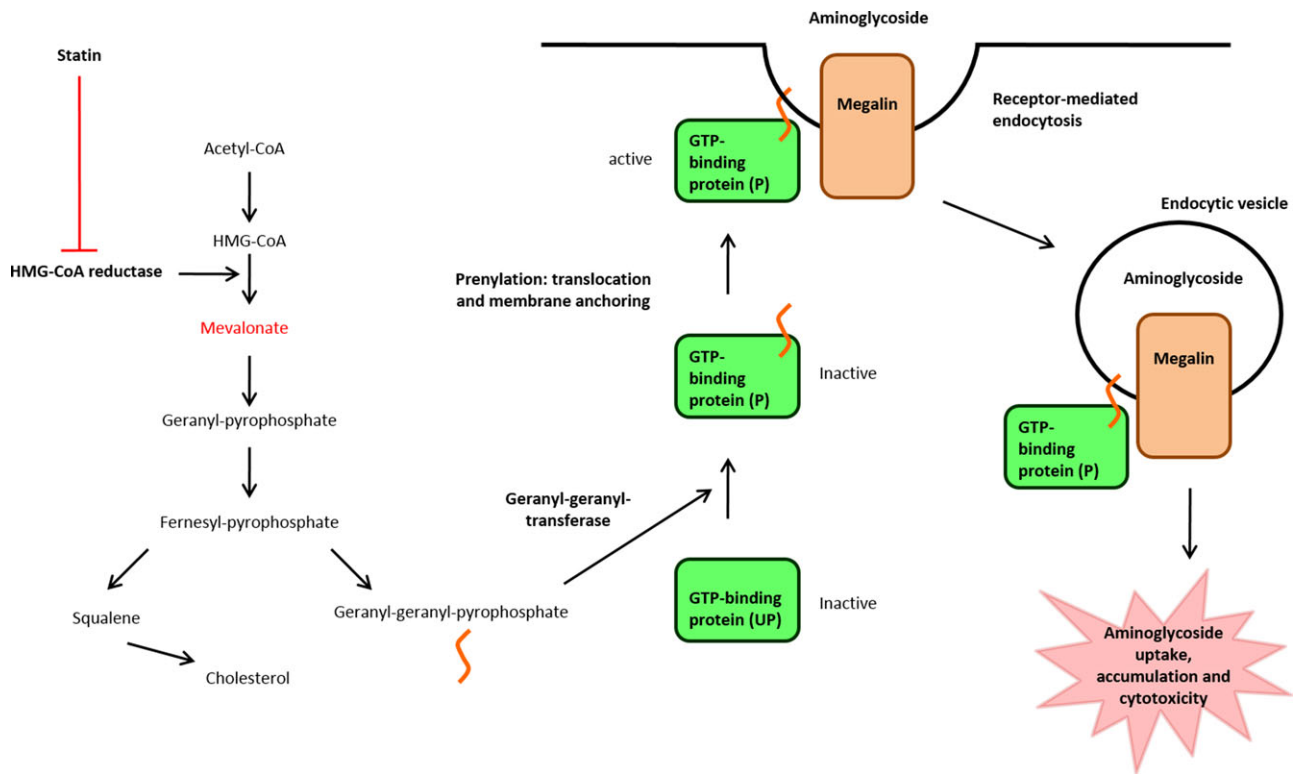 Statin
Acetyl-CoA
HMG-CoA
HMG-CoA reductase
Mevalonate
Geranyl-pyrophosphate
Fernesyl-pyrophosphate
Squalene
Cholesterol
Geranyl-geranyl-pyrophosphate
Geranyl-geranyl-
transferase
GTP-binding
protein (UP)
Inactive
GTP-
binding
protein (P)
Inactive
Prenylation: translocation
and membrane anchoring
active
GTP-
binding
protein (P)
Aminoglycoside
Megalin
Receptor-mediated
endocytosis
Endocytic vesicle
Aminoglycoside
Megalin
GTP-
binding
protein (P)
Aminoglycoside
uptake,
accumulation and
cytotoxicity